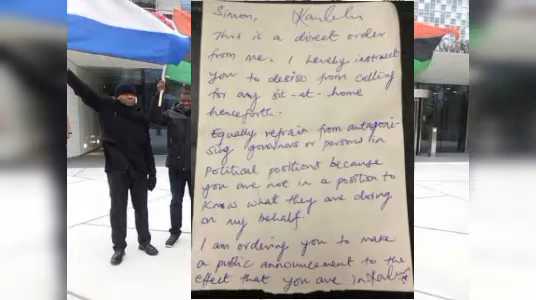 Simon,
This is a direct order
from me. I hereby instruct
you to desist from calling
for any sit-at-home
henceforth.
Equally refrain from antagoni-
sing governors or persons in
Political positions because
you are not in a position to
know what they are doing
on my behalf.
I am ordering you to make
a public announcement to the
effect that you are in